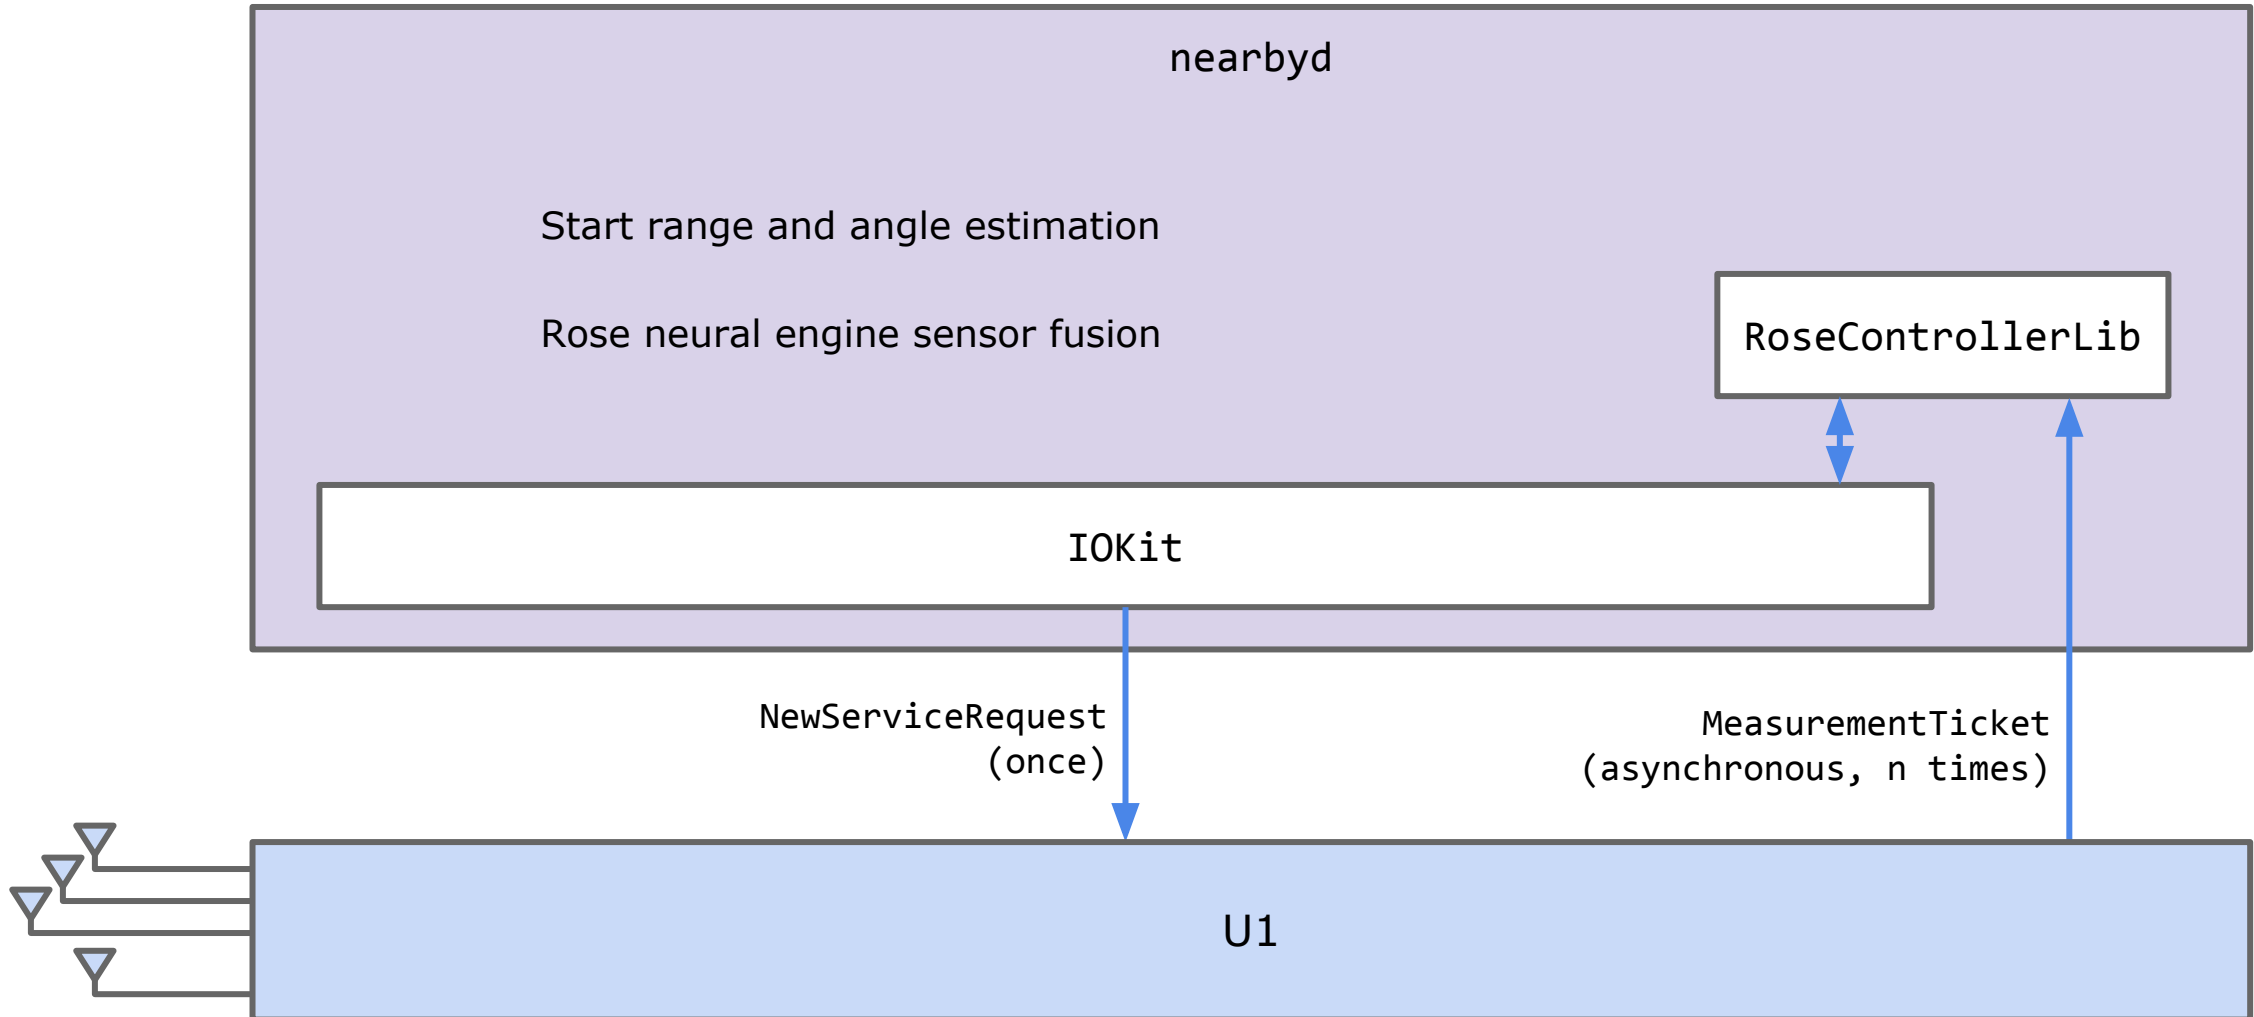 nearbyd
Start range and angle estimation
Rose neural engine sensor fusion
RoseControllerLib
IOKit
NewServiceRequest
(once)
MeasurementTicket
(asynchronous, n times)
U1